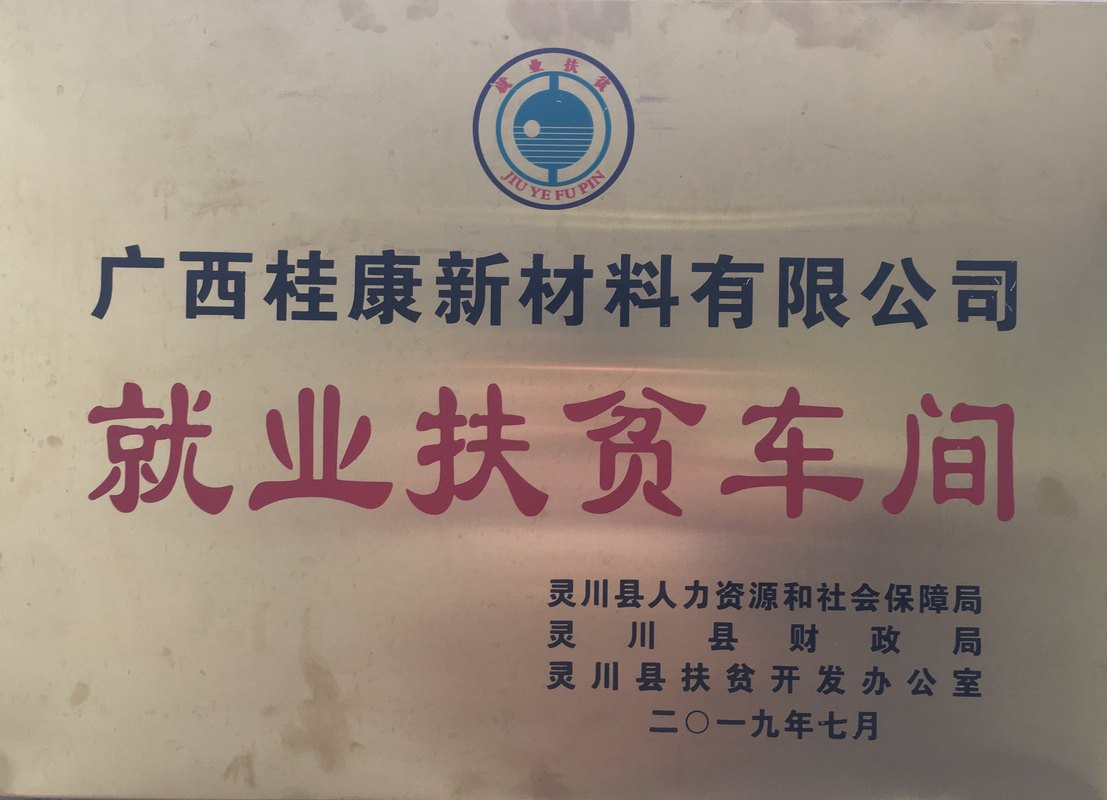 就业扶贫
JIU YE FU PIN
广西桂康新材料有限公司
就业扶贫车间
灵川县人力资源和社会保障局
灵川县财政局
灵川县扶贫开发办公室
二〇一九年七月